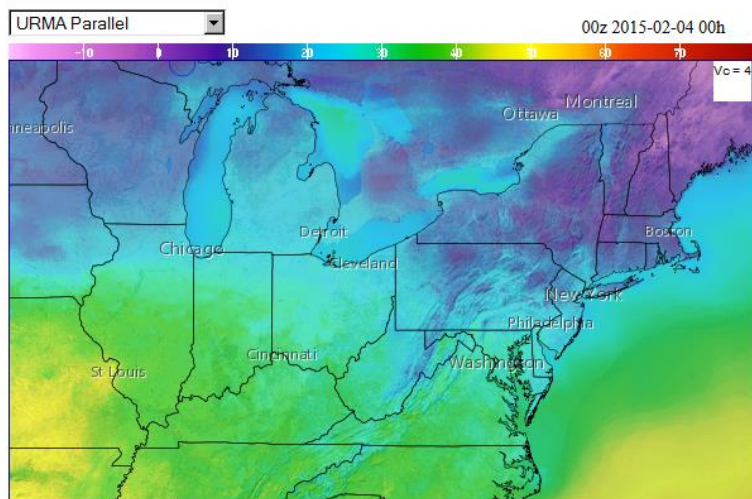 URMA Parallel
00z 2015-02-04 00h
-10 0 10 20 30 40 50 60 70
Vc = 4
Ottawa Montreal
nneapolis
Detroit Boston
Chicago
Cleveland
New York
Philadelphia
Cincinnati
Washington
St Louis